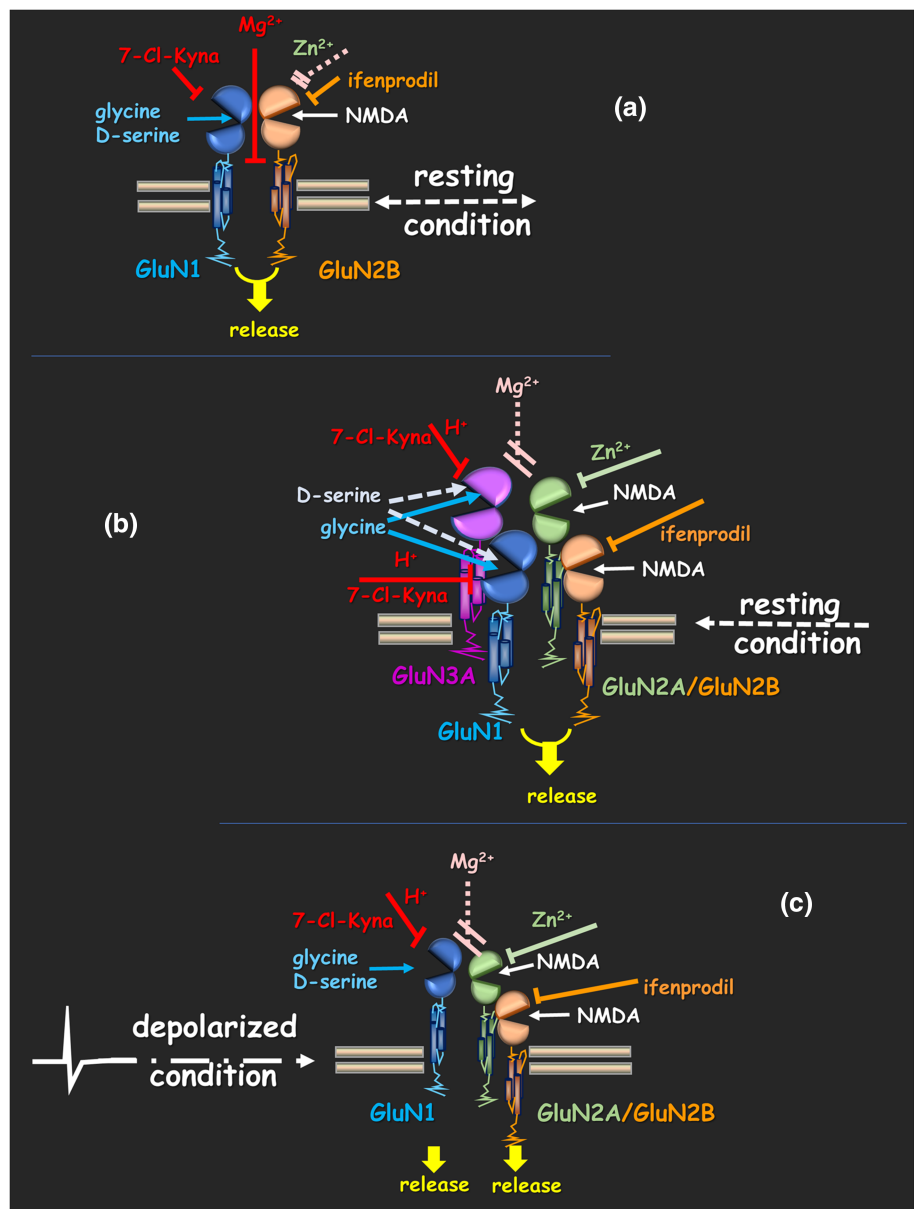 Mg²⁺
Zn²⁺
7-Cl-Kyna
ifenprodil
(a)
glycine
D-serine
NMDA
resting
condition
GluN1
GluN2B
release
Mg²⁺
H⁺
7-Cl-Kyna
Zn²⁺
D-serine
NMDA
(b)
glycine
ifenprodil
H⁺
NMDA
7-Cl-Kyna
resting
condition
GluN3A
GluN2A/GluN2B
GluN1
release
Mg²⁺
H⁺
(c)
7-Cl-Kyna
Zn²⁺
glycine
D-serine
NMDA
ifenprodil
NMDA
depolarized
condition
GluN1
GluN2A/GluN2B
release
release